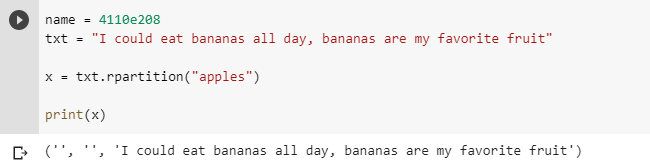 name = 4110e208
txt = "I could eat bananas all day, bananas are my favorite fruit"
x = txt.rpartition("apples")
print(x)
('', '', 'I could eat bananas all day, bananas are my favorite fruit')